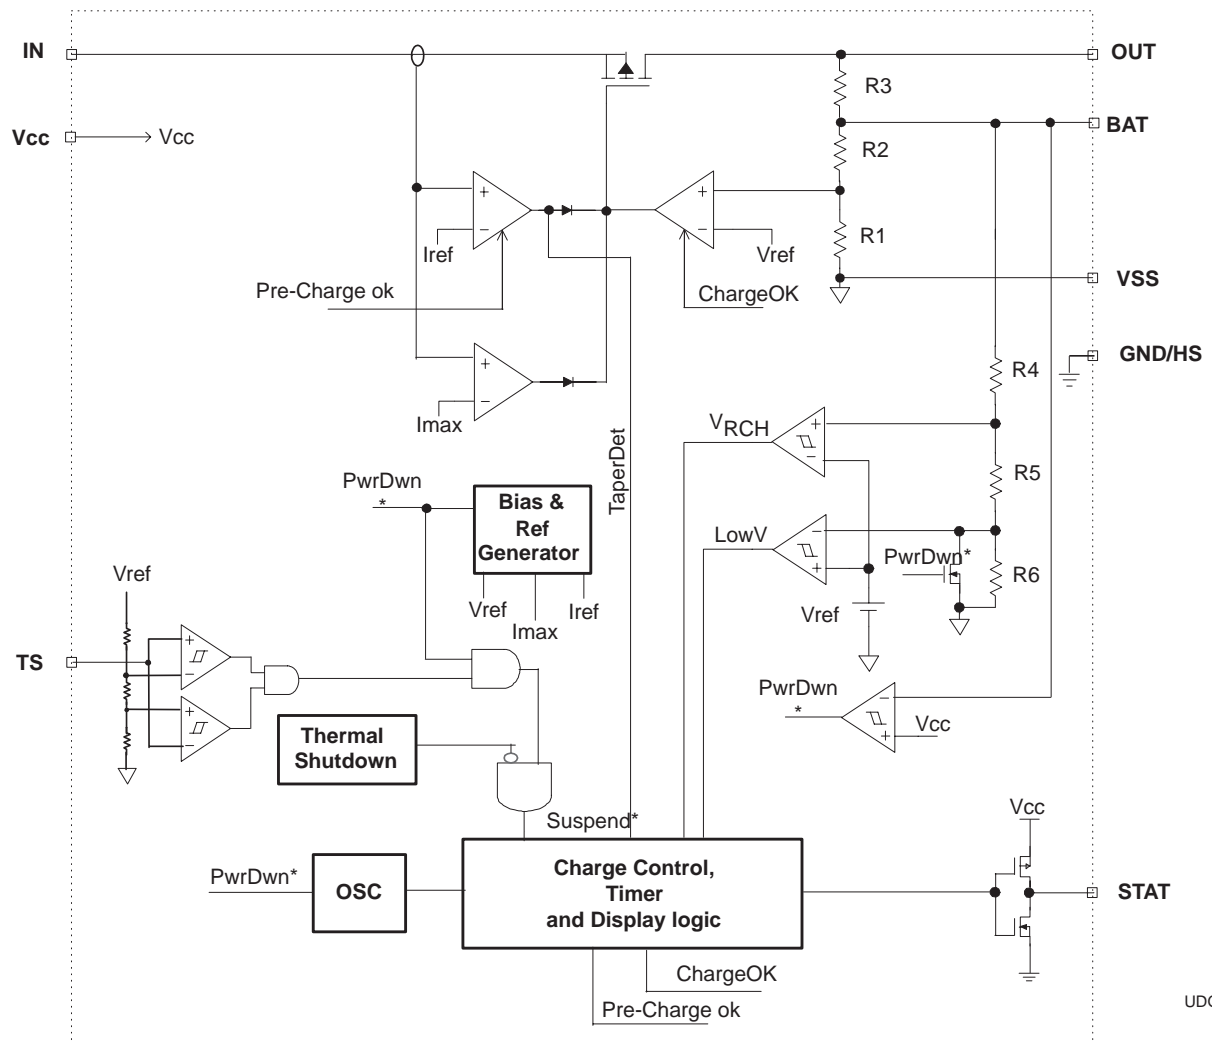 IN
OUT
R3
Vcc
Vcc
BAT
R2
+
+
R1
−
−
Iref
Vref
VSS
Pre-Charge ok
ChargeOK
GND/HS
+
R4
−
Imax
VRCH
+
−
TaperDet
PwrDwn
*
Bias &
Ref
Generator
R5
LowV
−
+
PwrDwn*
R6
Vref
Vref
Iref
Imax
Vref
TS
+
−
+
−
PwrDwn
*
−
+
Vcc
Thermal
Shutdown
Suspend*
Vcc
PwrDwn*
OSC
Charge Control,
Timer
and Display logic
STAT
ChargeOK
Pre-Charge ok